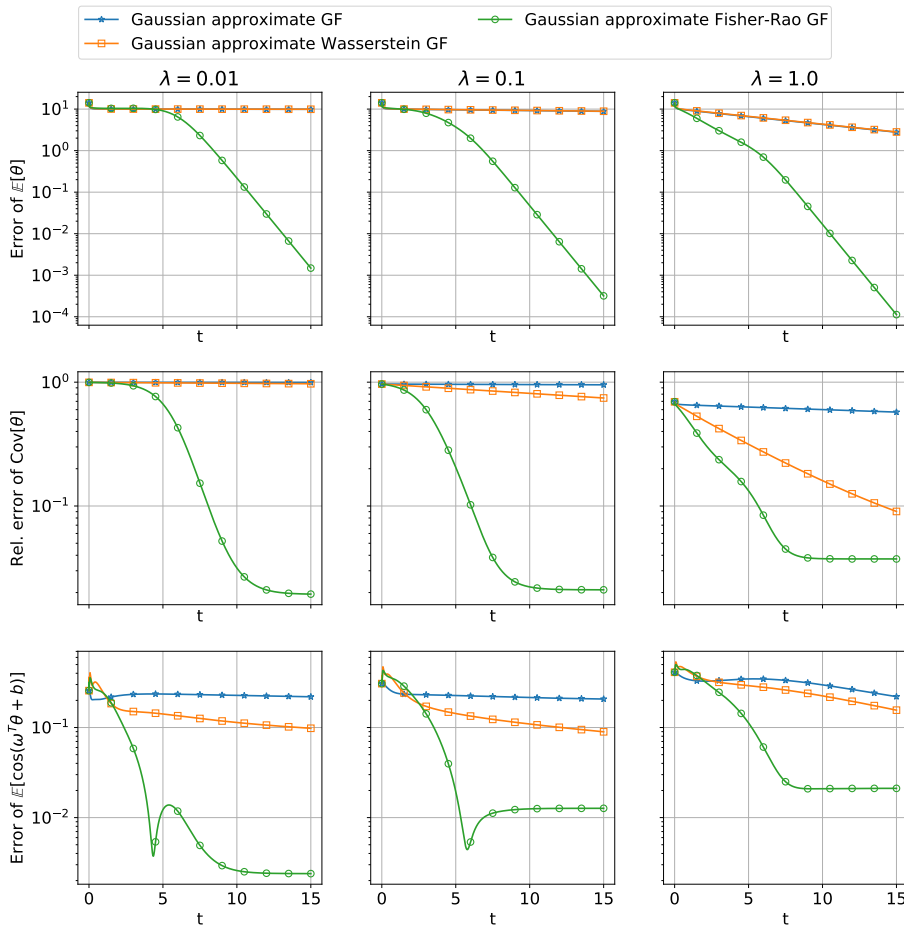 Gaussian approximate GF
Gaussian approximate Wasserstein GF
Gaussian approximate Fisher-Rao GF
λ = 0.01
λ = 0.1
λ = 1.0
Error of 𝔼[θ]
10¹
10⁰
10⁻¹
10⁻²
10⁻³
10⁻⁴
t
t
t
Rel. error of Cov[θ]
10⁰
10⁻¹
t
t
t
Error of 𝔼[cos(ωᵀθ + b)]
10⁻¹
10⁻²
0 5 10 15
0 5 10 15
0 5 10 15
t
t
t